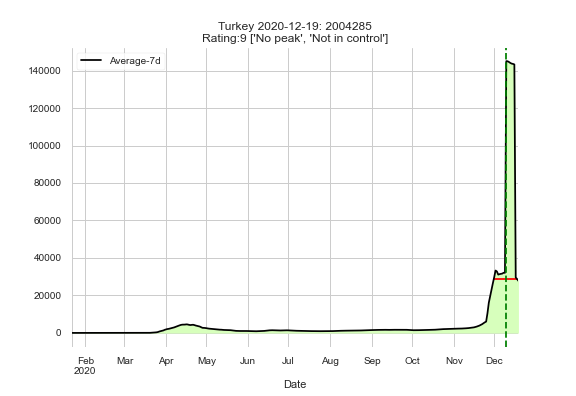 Turkey 2020-12-19: 2004285
Rating:9 ['No peak', 'Not in control']
Average-7d
140000
120000
100000
80000
60000
40000
20000
0
Feb Mar Apr May Jun Jul Aug Sep Oct Nov Dec
2020
Date